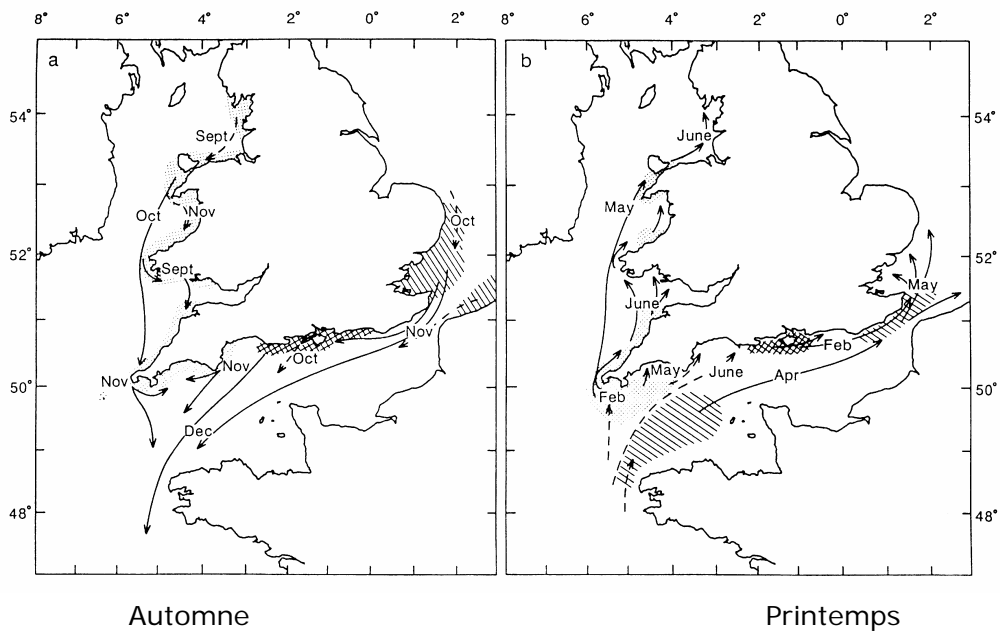 8° 6° 4° 2° 0° 2° 8° 6° 4° 2° 0° 2°
a
b
54°
54°
Sept
June
Oct
Nov
Oct
May
52°
52°
Sept
June
May
Nov
Oct
Feb
Nov
May
June
Apr
50°
50°
Nov
Feb
Dec
48°
48°
Automne
Printemps